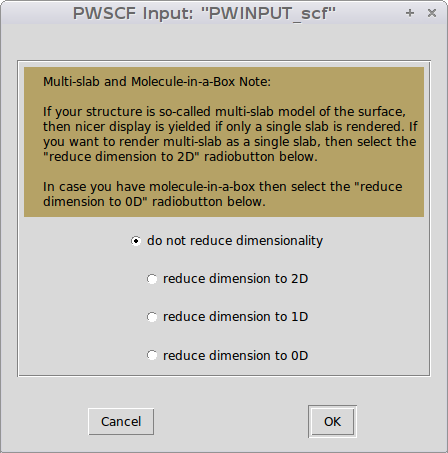 PWSCF Input: "PWINPUT_scf"
Multi-slab and Molecule-in-a-Box Note:
If your structure is so-called multi-slab model of the surface,
then nicer display is yielded if only a single slab is rendered. If
you want to render multi-slab as a single slab, then select the
"reduce dimension to 2D" radiobutton below.
In case you have molecule-in-a-box then select the "reduce
dimension to 0D" radiobutton below.
do not reduce dimensionality
reduce dimension to 2D
reduce dimension to 1D
reduce dimension to 0D
Cancel
OK